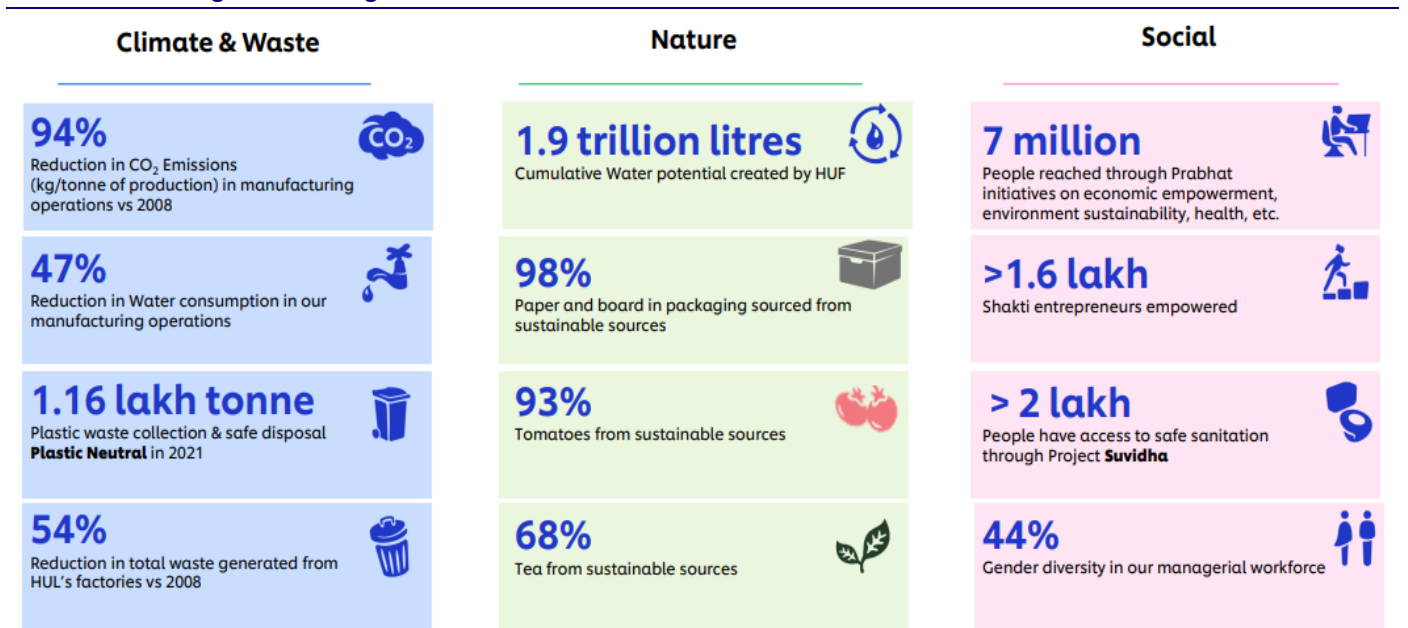 Climate & Waste
94%
Reduction in CO₂ Emissions
(kg/tonne of production) in manufacturing
operations vs 2008
CO₂
47%
Reduction in Water consumption in our
manufacturing operations
1.16 lakh tonne
Plastic waste collection & safe disposal
Plastic Neutral in 2021
54%
Reduction in total waste generated from
HUL's factories vs 2008
Nature
1.9 trillion litres
Cumulative Water potential created by HUF
98%
Paper and board in packaging sourced from
sustainable sources
93%
Tomatoes from sustainable sources
68%
Tea from sustainable sources
Social
7 million
People reached through Prabhat
initiatives on economic empowerment,
environment sustainability, health, etc.
>1.6 lakh
Shakti entrepreneurs empowered
> 2 lakh
People have access to safe sanitation
through Project Suvidha
44%
Gender diversity in our managerial workforce